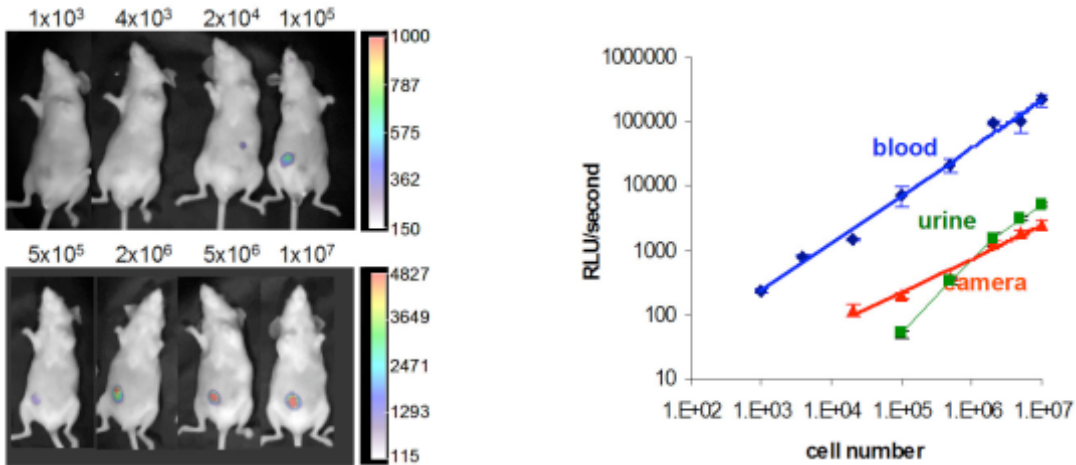 1x10³ 4x10³ 2x10⁴ 1x10⁵
1000
787
575
362
150
5x10⁵ 2x10⁶ 5x10⁶ 1x10⁷
4827
3649
2471
1293
115
1000000
100000
10000
1000
100
10
RLU/second
blood
urine
camera
1.E+02 1.E+03 1.E+04 1.E+05 1.E+06 1.E+07
cell number